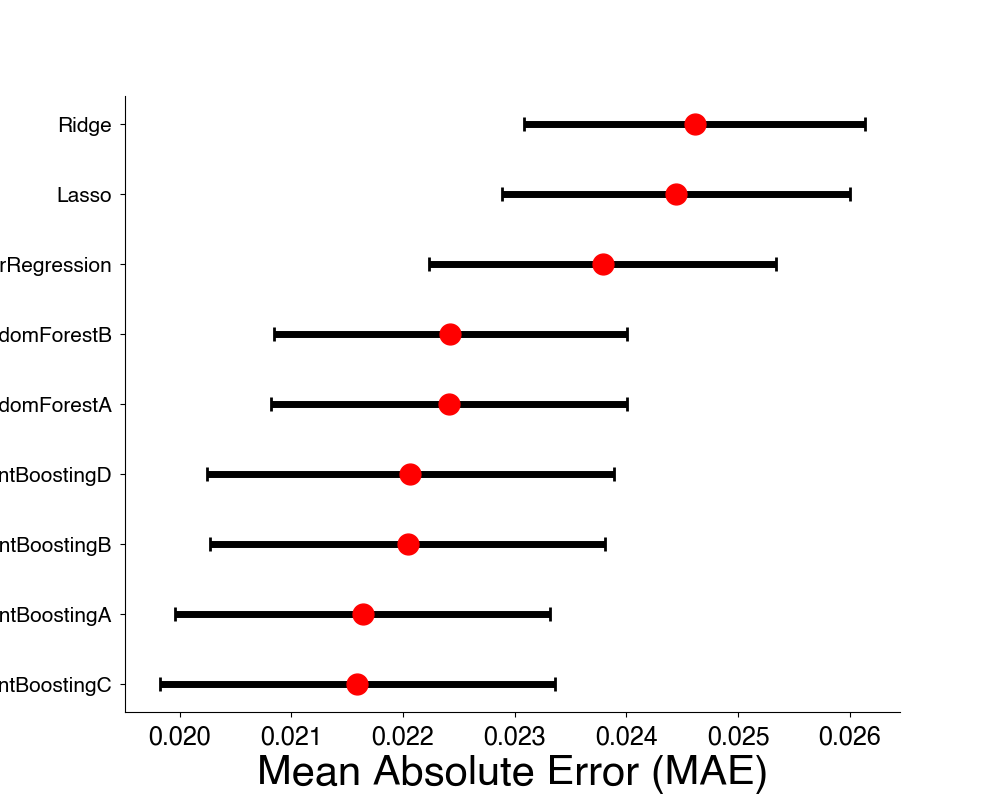 Ridge
Lasso
rRegression
domForestB
domForestA
ntBoostingD
ntBoostingB
ntBoostingA
ntBoostingC
0.020 0.021 0.022 0.023 0.024 0.025 0.026
Mean Absolute Error (MAE)